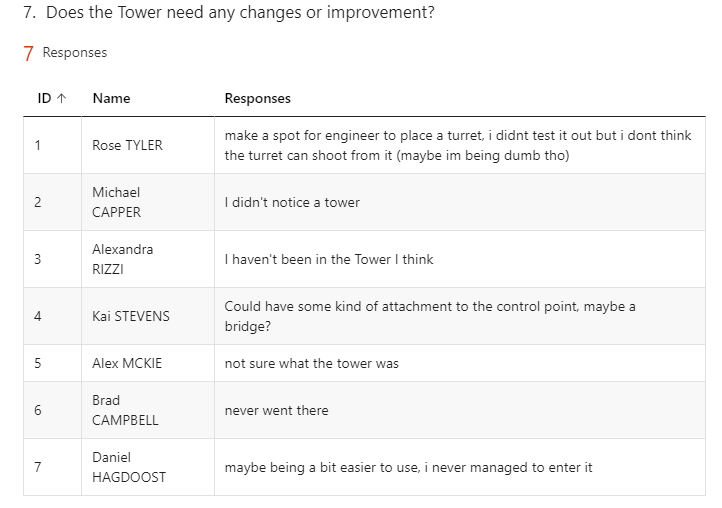 7. Does the Tower need any changes or improvement?
7 Responses
ID ↑ Name Responses
1 Rose TYLER make a spot for engineer to place a turret, i didnt test it out but i dont think
the turret can shoot from it (maybe im being dumb tho)
2 Michael
CAPPER I didn't notice a tower
3 Alexandra
RIZZI I haven't been in the Tower I think
4 Kai STEVENS Could have some kind of attachment to the control point, maybe a
bridge?
5 Alex MCKIE not sure what the tower was
6 Brad
CAMPBELL never went there
7 Daniel
HAGDOOST maybe being a bit easier to use, i never managed to enter it